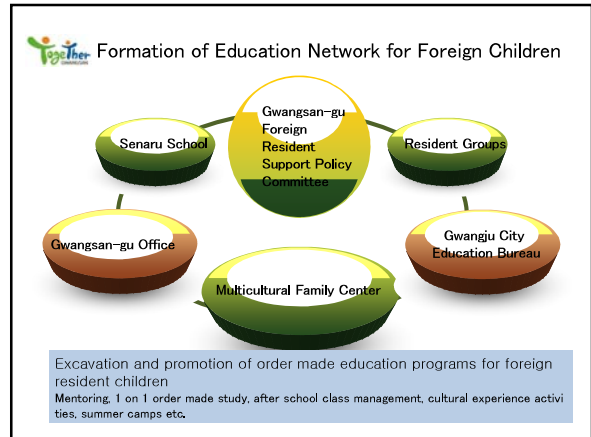 TogeTher
Formation of Education Network for Foreign Children
Gwangsan-gu
Foreign
Resident
Support Policy
Committee
Senaru School
Resident Groups
Gwangsan-gu Office
Gwangju City
Education Bureau
Multicultural Family Center
Excavation and promotion of order made education programs for foreign
resident children
Mentoring, 1 on 1 order made study, after school class management, cultural experience activi
ties, summer camps etc.